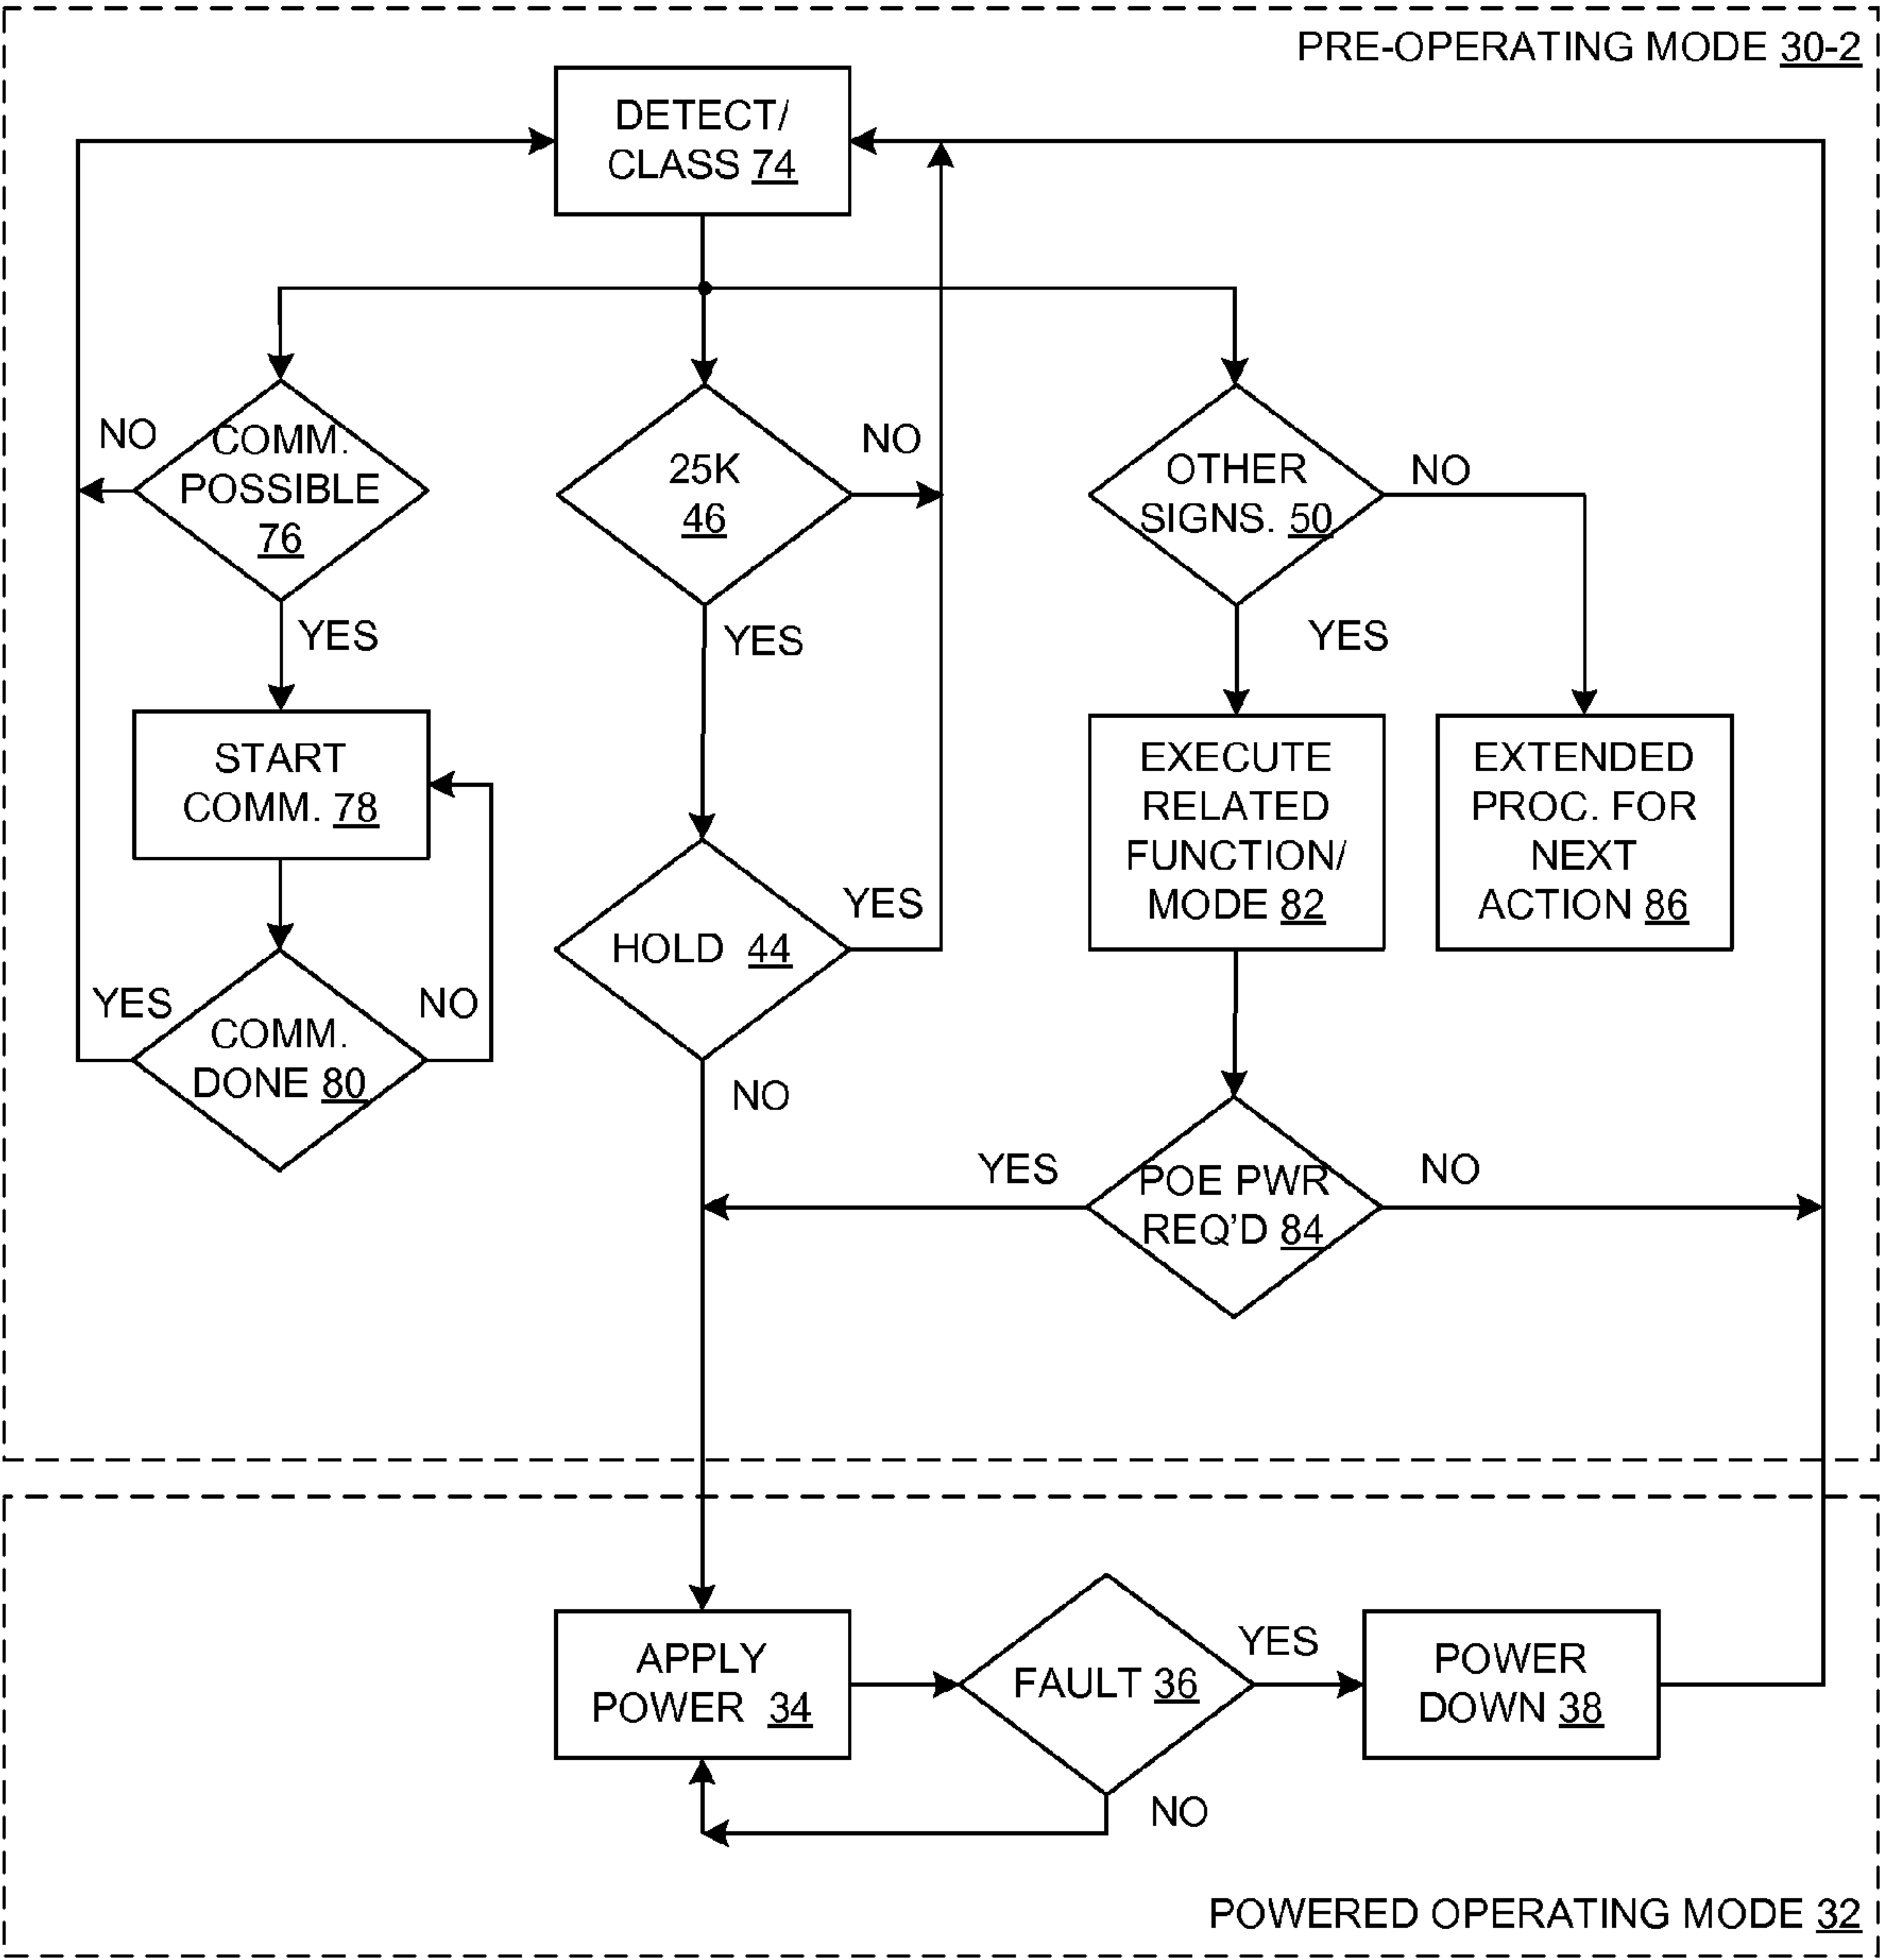 PRE-OPERATING MODE 30-2
DETECT/
CLASS 74
NO
COMM.
POSSIBLE
76
YES
25K
46
NO
YES
OTHER
SIGNS. 50
NO
YES
START
COMM. 78
EXECUTE
RELATED
FUNCTION/
MODE 82
EXTENDED
PROC. FOR
NEXT
ACTION 86
HOLD 44
YES
NO
YES
COMM.
DONE 80
NO
YES
POE PWR
REQ'D 84
NO
APPLY
POWER 34
FAULT 36
YES
NO
POWER
DOWN 38
POWERED OPERATING MODE 32